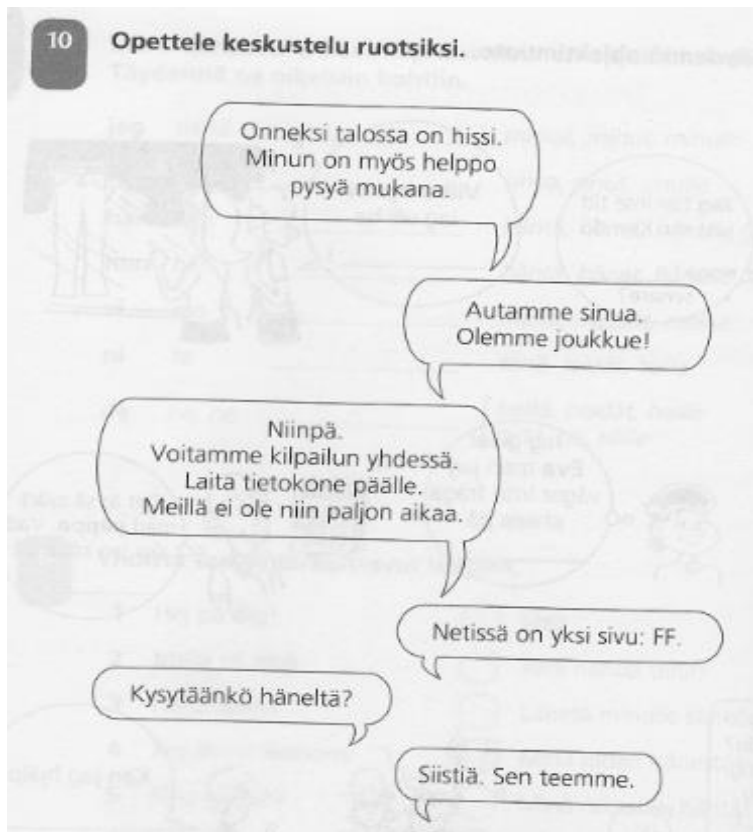 10
Opettele keskustelu ruotsiksi.
Onneksi talossa on hissi.
Minun on myös helppo
pysyä mukana.
Autamme sinua.
Olemme joukkue!
Niinpä.
Voitamme kilpailun yhdessä.
Laita tietokone päälle.
Meillä ei ole niin paljon aikaa.
Netissä on yksi sivu: FF.
Kysytäänkö häneltä?
Siistiä. Sen teemme.